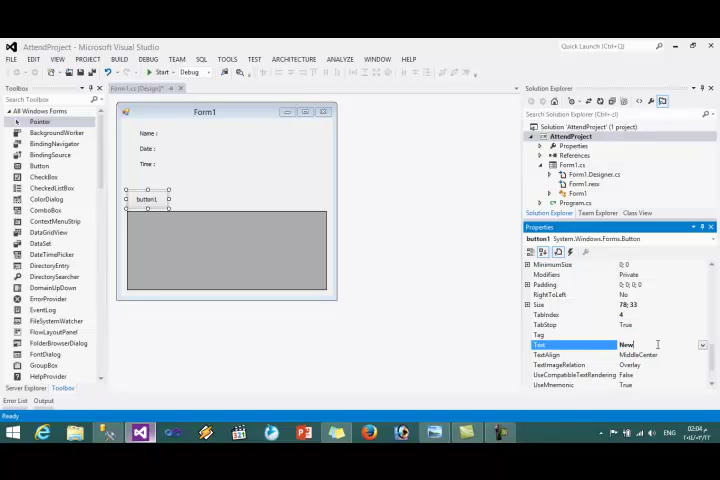 AttendProject - Microsoft Visual Studio
Quick Launch (Ctrl+Q)
FILE EDIT VIEW PROJECT BUILD DEBUG TEAM SQL TOOLS TEST ARCHITECTURE ANALYZE WINDOW HELP
Start Debug
Toolbox
Search Toolbox
All Windows Forms
Pointer
BackgroundWorker
BindingNavigator
BindingSource
Button
CheckBox
CheckedListBox
ColorDialog
ComboBox
ContextMenuStrip
DataGridView
DataSet
DateTimePicker
DirectoryEntry
DirectorySearcher
DomainUpDown
ErrorProvider
EventLog
FileSystemWatcher
FlowLayoutPanel
FolderBrowserDialog
FontDialog
GroupBox
HelpProvider
Server Explorer Toolbox
Form1.cs [Design]*
Form1
Name :
Date :
Time :
button1
Solution Explorer
Search Solution Explorer (Ctrl+;)
Solution 'AttendProject' (1 project)
AttendProject
Properties
References
Form1.cs
Form1.Designer.cs
Form1.resx
Form1
Program.cs
Solution Explorer Team Explorer Class View
Properties
button1 System.Windows.Forms.Button
MinimumSize 0; 0
Modifiers Private
Padding 0; 0; 0; 0
RightToLeft No
Size 78; 33
TabIndex 4
TabStop True
Tag
Text New
TextAlign MiddleCenter
TextImageRelation Overlay
UseCompatibleTextRendering False
UseMnemonic True
Error List Output
Ready
ENG
02:04 م